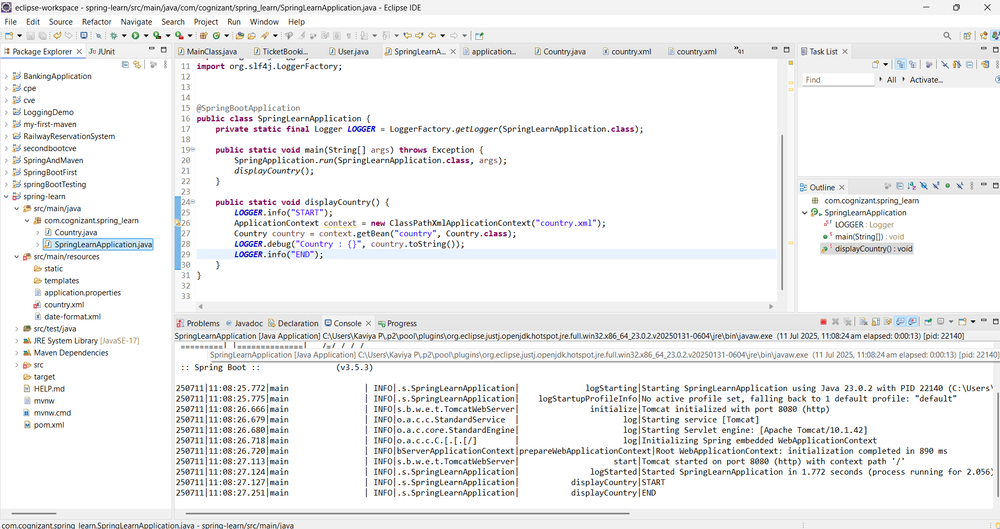 eclipse-workspace - spring-learn/src/main/java/com/cognizant/spring_learn/SpringLearnApplication.java - Eclipse IDE
File Edit Source Refactor Navigate Search Project Run Window Help
Package Explorer
JUnit
BankingApplication
cpe
cve
LoggingDemo
my-first-maven
RailwayReservationSystem
secondbootcve
SpringAndMaven
SpringBootFirst
springBootTesting
spring-learn
src/main/java
com.cognizant.spring_learn
Country.java
SpringLearnApplication.java
src/main/resources
static
templates
application.properties
country.xml
date-format.xml
src/test/java
JRE System Library [JavaSE-17]
Maven Dependencies
src
target
HELP.md
mvnw
mvnw.cmd
pom.xml
MainClass.java TicketBooki... User.java SpringLearnA... application... Country.java country.xml country.xml »91
11 import org.slf4j.LoggerFactory;
12
13
14
15 @SpringBootApplication
16 public class SpringLearnApplication {
17 private static final Logger LOGGER = LoggerFactory.getLogger(SpringLearnApplication.class);
18
19 public static void main(String[] args) throws Exception {
20 SpringApplication.run(SpringLearnApplication.class, args);
21 displayCountry();
22 }
23
24 public static void displayCountry() {
25 LOGGER.info("START");
26 ApplicationContext context = new ClassPathXmlApplicationContext("country.xml");
27 Country country = context.getBean("country", Country.class);
28 LOGGER.debug("Country : {}", country.toString());
29 LOGGER.info("END");
30 }
31 }
32
33
Task List
Find
All
Activate...
Outline
com.cognizant.spring_learn
SpringLearnApplication
LOGGER : Logger
main(String[]) : void
displayCountry() : void
Problems Javadoc Declaration Console Progress
SpringLearnApplication [Java Application] C:\Users\Kaviya P\.p2\pool\plugins\org.eclipse.justj.openjdk.hotspot.jre.full.win32.x86_64_23.0.2.v20250131-0604\jre\bin\javaw.exe (11 Jul 2025, 11:08:24 am elapsed: 0:00:13) [pid: 22140]
=========|_|==============|___/=/_/_/_/
SpringLearnApplication [Java Application] C:\Users\Kaviya P\.p2\pool\plugins\org.eclipse.justj.openjdk.hotspot.jre.full.win32.x86_64_23.0.2.v20250131-0604\jre\bin\javaw.exe (11 Jul 2025, 11:08:24 am elapsed: 0:00:13) [pid: 22140]
:: Spring Boot :: (v3.5.3)
250711|11:08:25.772|main | INFO|.s.SpringLearnApplication| logStarting|Starting SpringLearnApplication using Java 23.0.2 with PID 22140 (C:\Users\
250711|11:08:25.775|main | INFO|.s.SpringLearnApplication| logStartupProfileInfo|No active profile set, falling back to 1 default profile: "default"
250711|11:08:26.666|main | INFO|s.b.w.e.t.TomcatWebServer| initialize|Tomcat initialized with port 8080 (http)
250711|11:08:26.679|main | INFO|o.a.c.c.StandardService | log|Starting service [Tomcat]
250711|11:08:26.680|main | INFO|o.a.c.core.StandardEngine| log|Starting Servlet engine: [Apache Tomcat/10.1.42]
250711|11:08:26.718|main | INFO|o.a.c.c.C.[.[.[/] | log|Initializing Spring embedded WebApplicationContext
250711|11:08:26.720|main | INFO|bServerApplicationContext|prepareWebApplicationContext|Root WebApplicationContext: initialization completed in 890 ms
250711|11:08:27.113|main | INFO|s.b.w.e.t.TomcatWebServer| start|Tomcat started on port 8080 (http) with context path '/'
250711|11:08:27.124|main | INFO|.s.SpringLearnApplication| logStarted|Started SpringLearnApplication in 1.772 seconds (process running for 2.056)
250711|11:08:27.127|main | INFO|.s.SpringLearnApplication| displayCountry|START
250711|11:08:27.251|main | INFO|.s.SpringLearnApplication| displayCountry|END
com.cognizant.spring_learn.SpringLearnApplication.java - spring-learn/src/main/java